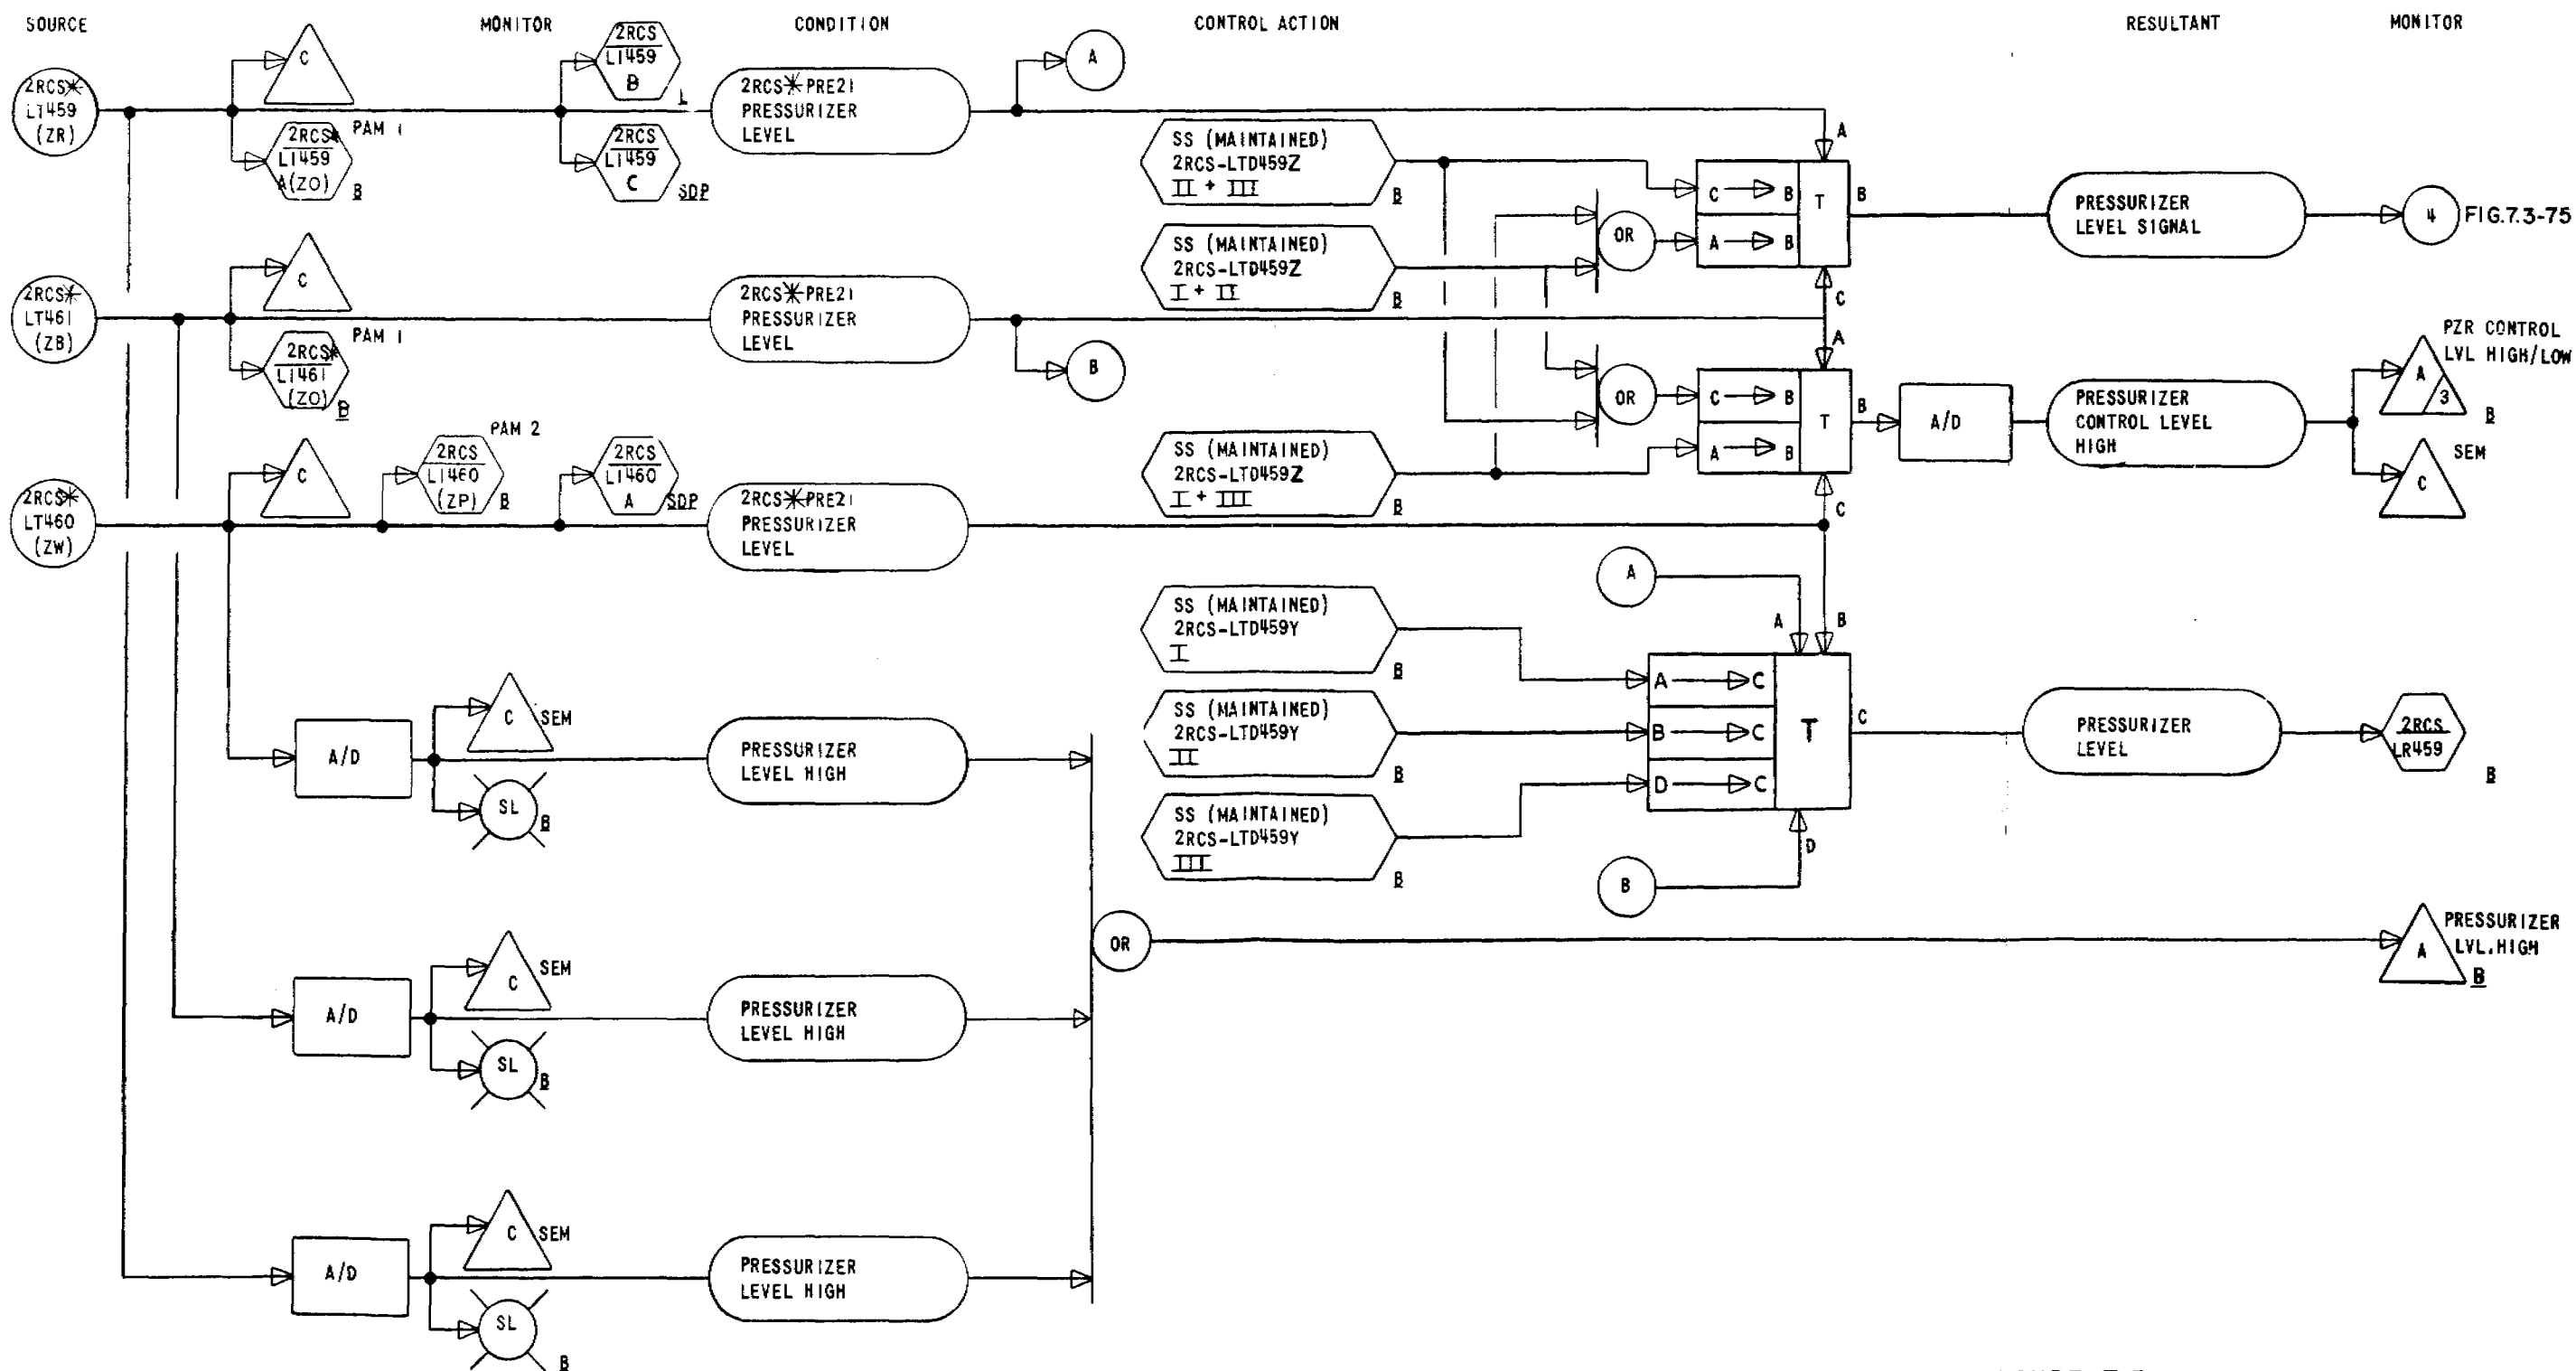 SOURCE
MONITOR
CONDITION
CONTROL ACTION
RESULTANT
MONITOR
2RCS*
LT459
(ZR)
C
2RCS*
LI459
A(ZO)
PAM 1
B
2RCS
LI459
B
L
2RCS
LI459
C
SDP
2RCS*PRE21
PRESSURIZER
LEVEL
A
SS (MAINTAINED)
2RCS-LTD459Z
II + III
B
OR
A
C B
A B
T
B
C
PRESSURIZER
LEVEL SIGNAL
4
FIG.7.3-75
2RCS*
LT461
(ZB)
C
2RCS*
LI461
(ZO)
PAM 1
B
2RCS*PRE21
PRESSURIZER
LEVEL
B
SS (MAINTAINED)
2RCS-LTD459Z
I + II
B
OR
A
C B
A B
T
B
C
A/D
PRESSURIZER
CONTROL LEVEL
HIGH
A
3
PZR CONTROL
LVL HIGH/LOW
B
C
SEM
2RCS*
LT460
(ZW)
C
2RCS
LI460
(ZP)
PAM 2
B
2RCS
LI460
A
SDP
2RCS*PRE21
PRESSURIZER
LEVEL
SS (MAINTAINED)
2RCS-LTD459Z
I + III
B
A
SS (MAINTAINED)
2RCS-LTD459Y
I
B
SS (MAINTAINED)
2RCS-LTD459Y
II
B
SS (MAINTAINED)
2RCS-LTD459Y
III
B
A
B
A C
B C
D C
T
C
D
B
PRESSURIZER
LEVEL
2RCS
LR459
B
A/D
C
SEM
SL
B
PRESSURIZER
LEVEL HIGH
A/D
C
SEM
SL
B
PRESSURIZER
LEVEL HIGH
OR
A
PRESSURIZER
LVL.HIGH
B
A/D
C
SEM
SL
B
PRESSURIZER
LEVEL HIGH